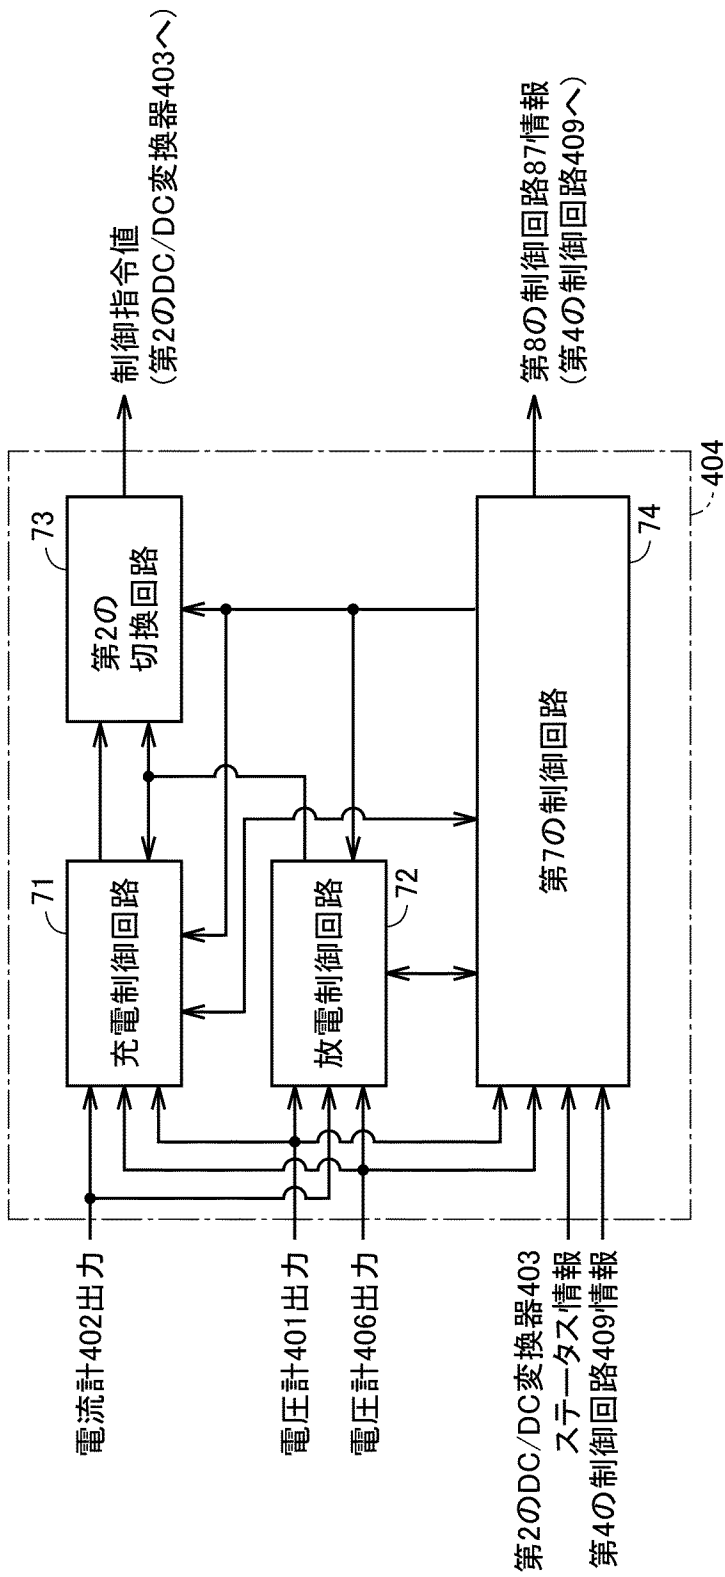 電流計402出力
電圧計401出力
電圧計406出力
第2のDC/DC変換器403
ステータス情報
第4の制御回路409情報
71
充電制御回路
72
放電制御回路
73
第2の
切換回路
74
第7の制御回路
404
制御指令値
(第2のDC/DC変換器403へ)
第8の制御回路87情報
(第4の制御回路409へ)